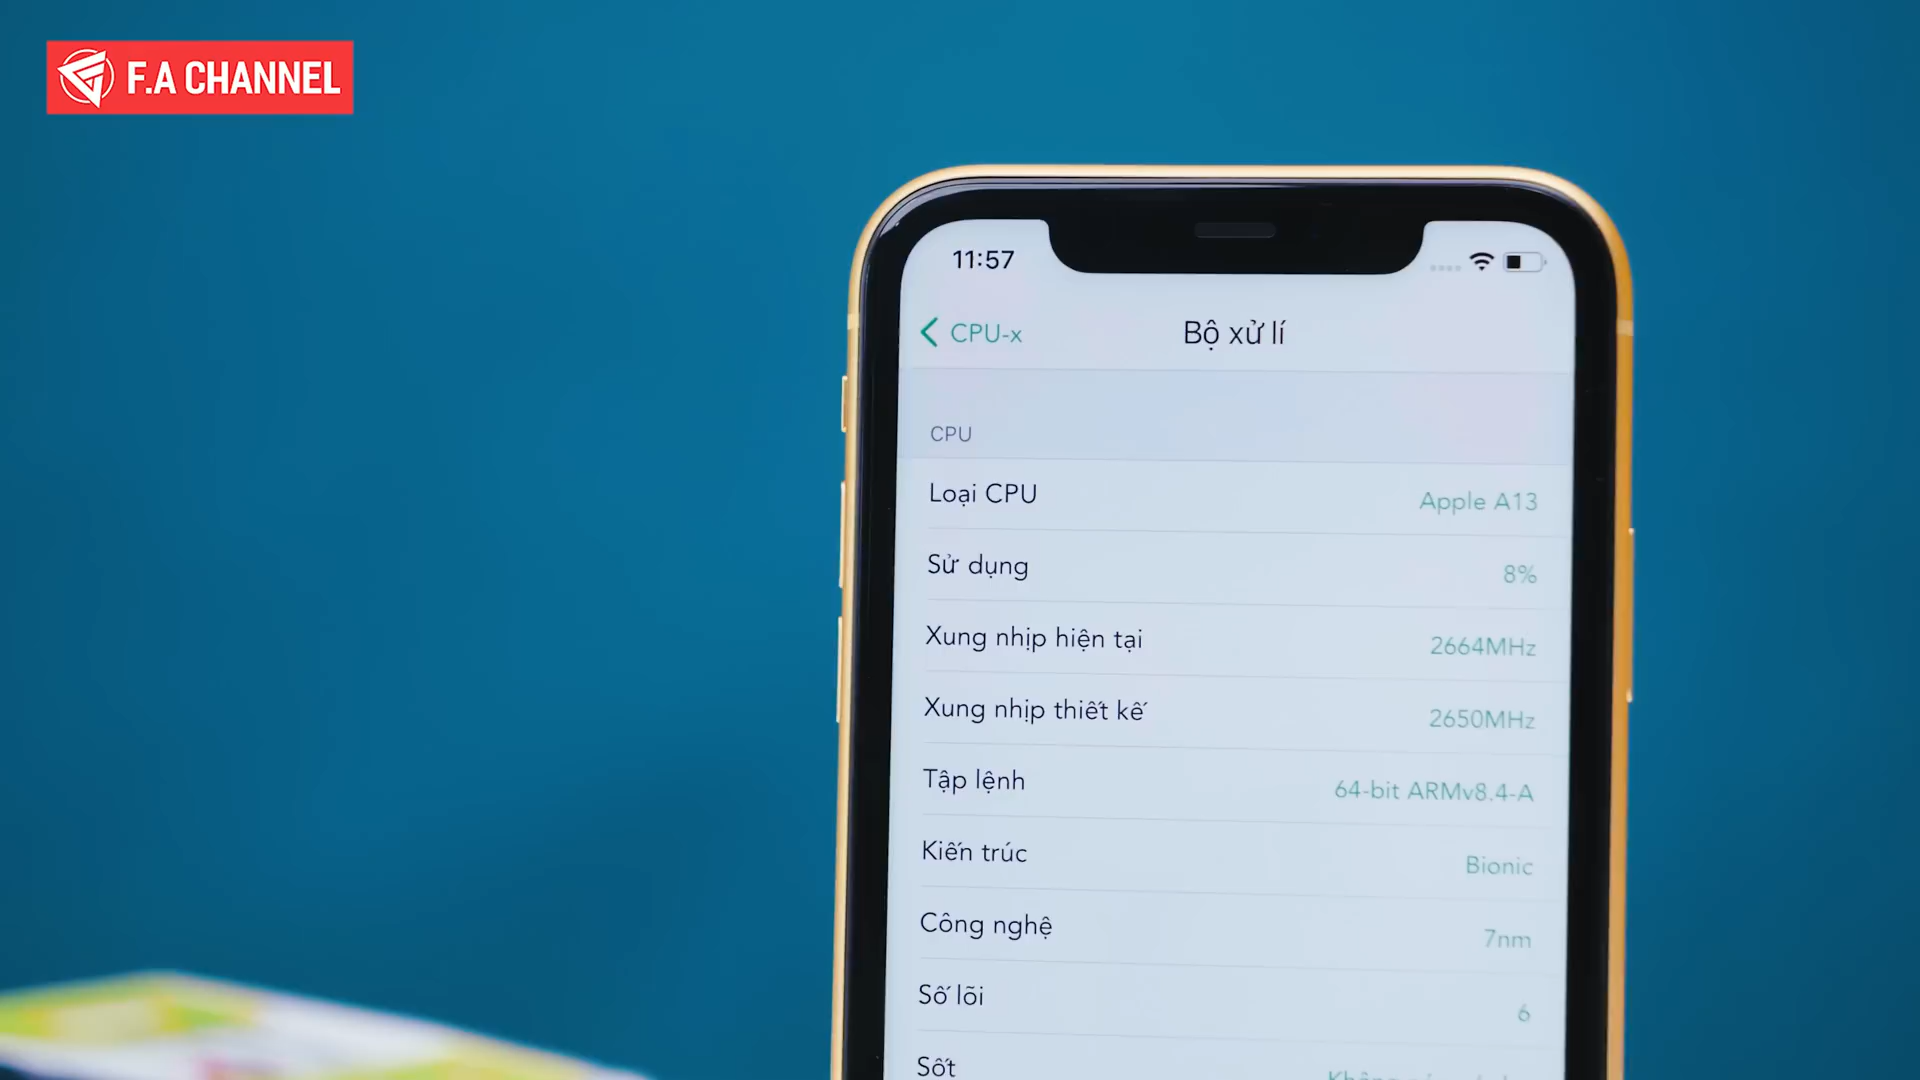 F.A CHANNEL
11:57
CPU-x
Bộ xử lí
CPU
Loại CPU Apple A13
Sử dụng 8%
Xung nhịp hiện tại 2664MHz
Xung nhịp thiết kế 2650MHz
Tập lệnh 64-bit ARMv8.4-A
Kiến trúc Bionic
Công nghệ 7nm
Số lõi 6
Sốt Không